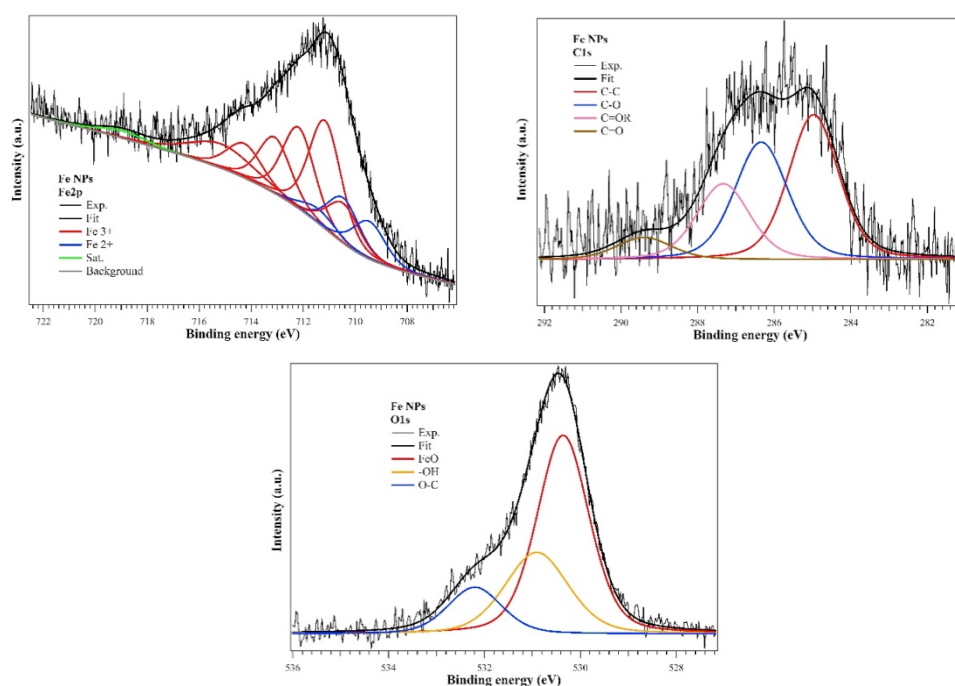 Intensity (a.u.)
Fe NPs
Fe2p
Exp.
Fit
Fe 3+
Fe 2+
Sat.
Background
722 720 718 716 714 712 710 708
Binding energy (eV)
Intensity (a.u.)
Fe NPs
C1s
Exp.
Fit
C-C
C-O
C=OR
C=O
292 290 288 286 284 282
Binding energy (eV)
Intensity (a.u.)
Fe NPs
O1s
Exp.
Fit
FeO
-OH
O-C
536 534 532 530 528
Binding energy (eV)